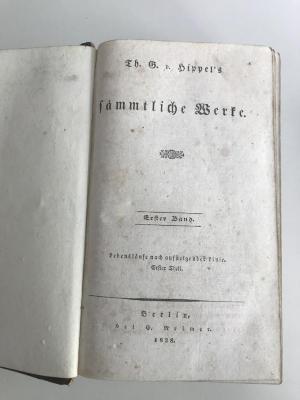 Th. G. v. Hippel's
sämmtliche Werke.
Erster Band.
Lebensläufe nach aufsteigender Linie.
Erster Theil.
Berlin,
bei G. Reimer.
1828.